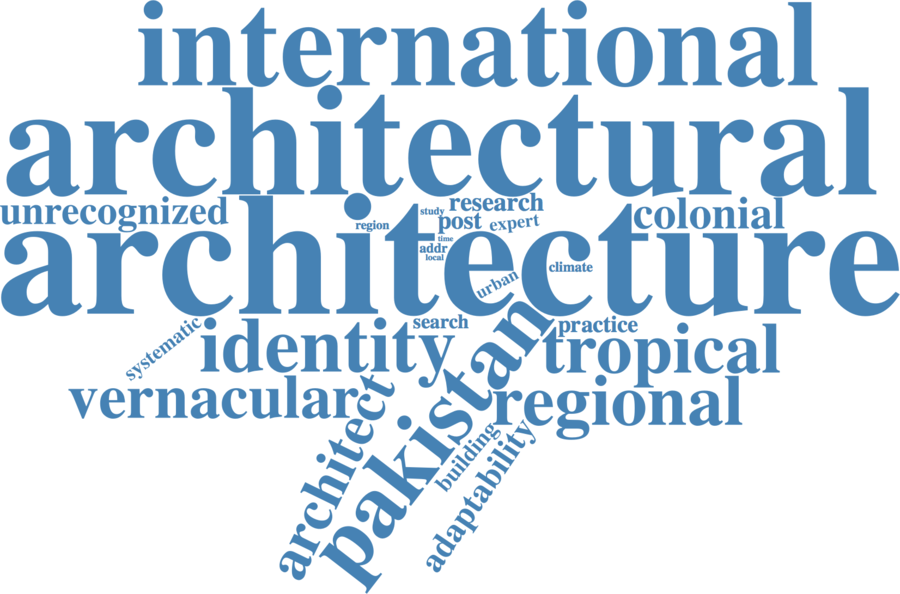 international
architectural
unrecognized
research
colonial
study
post
expert
region
architecture
time
addr
local
climate
urban
search
practice
systematic
identity
tropical
pakistan
vernacular
regional
architect
building
adaptability